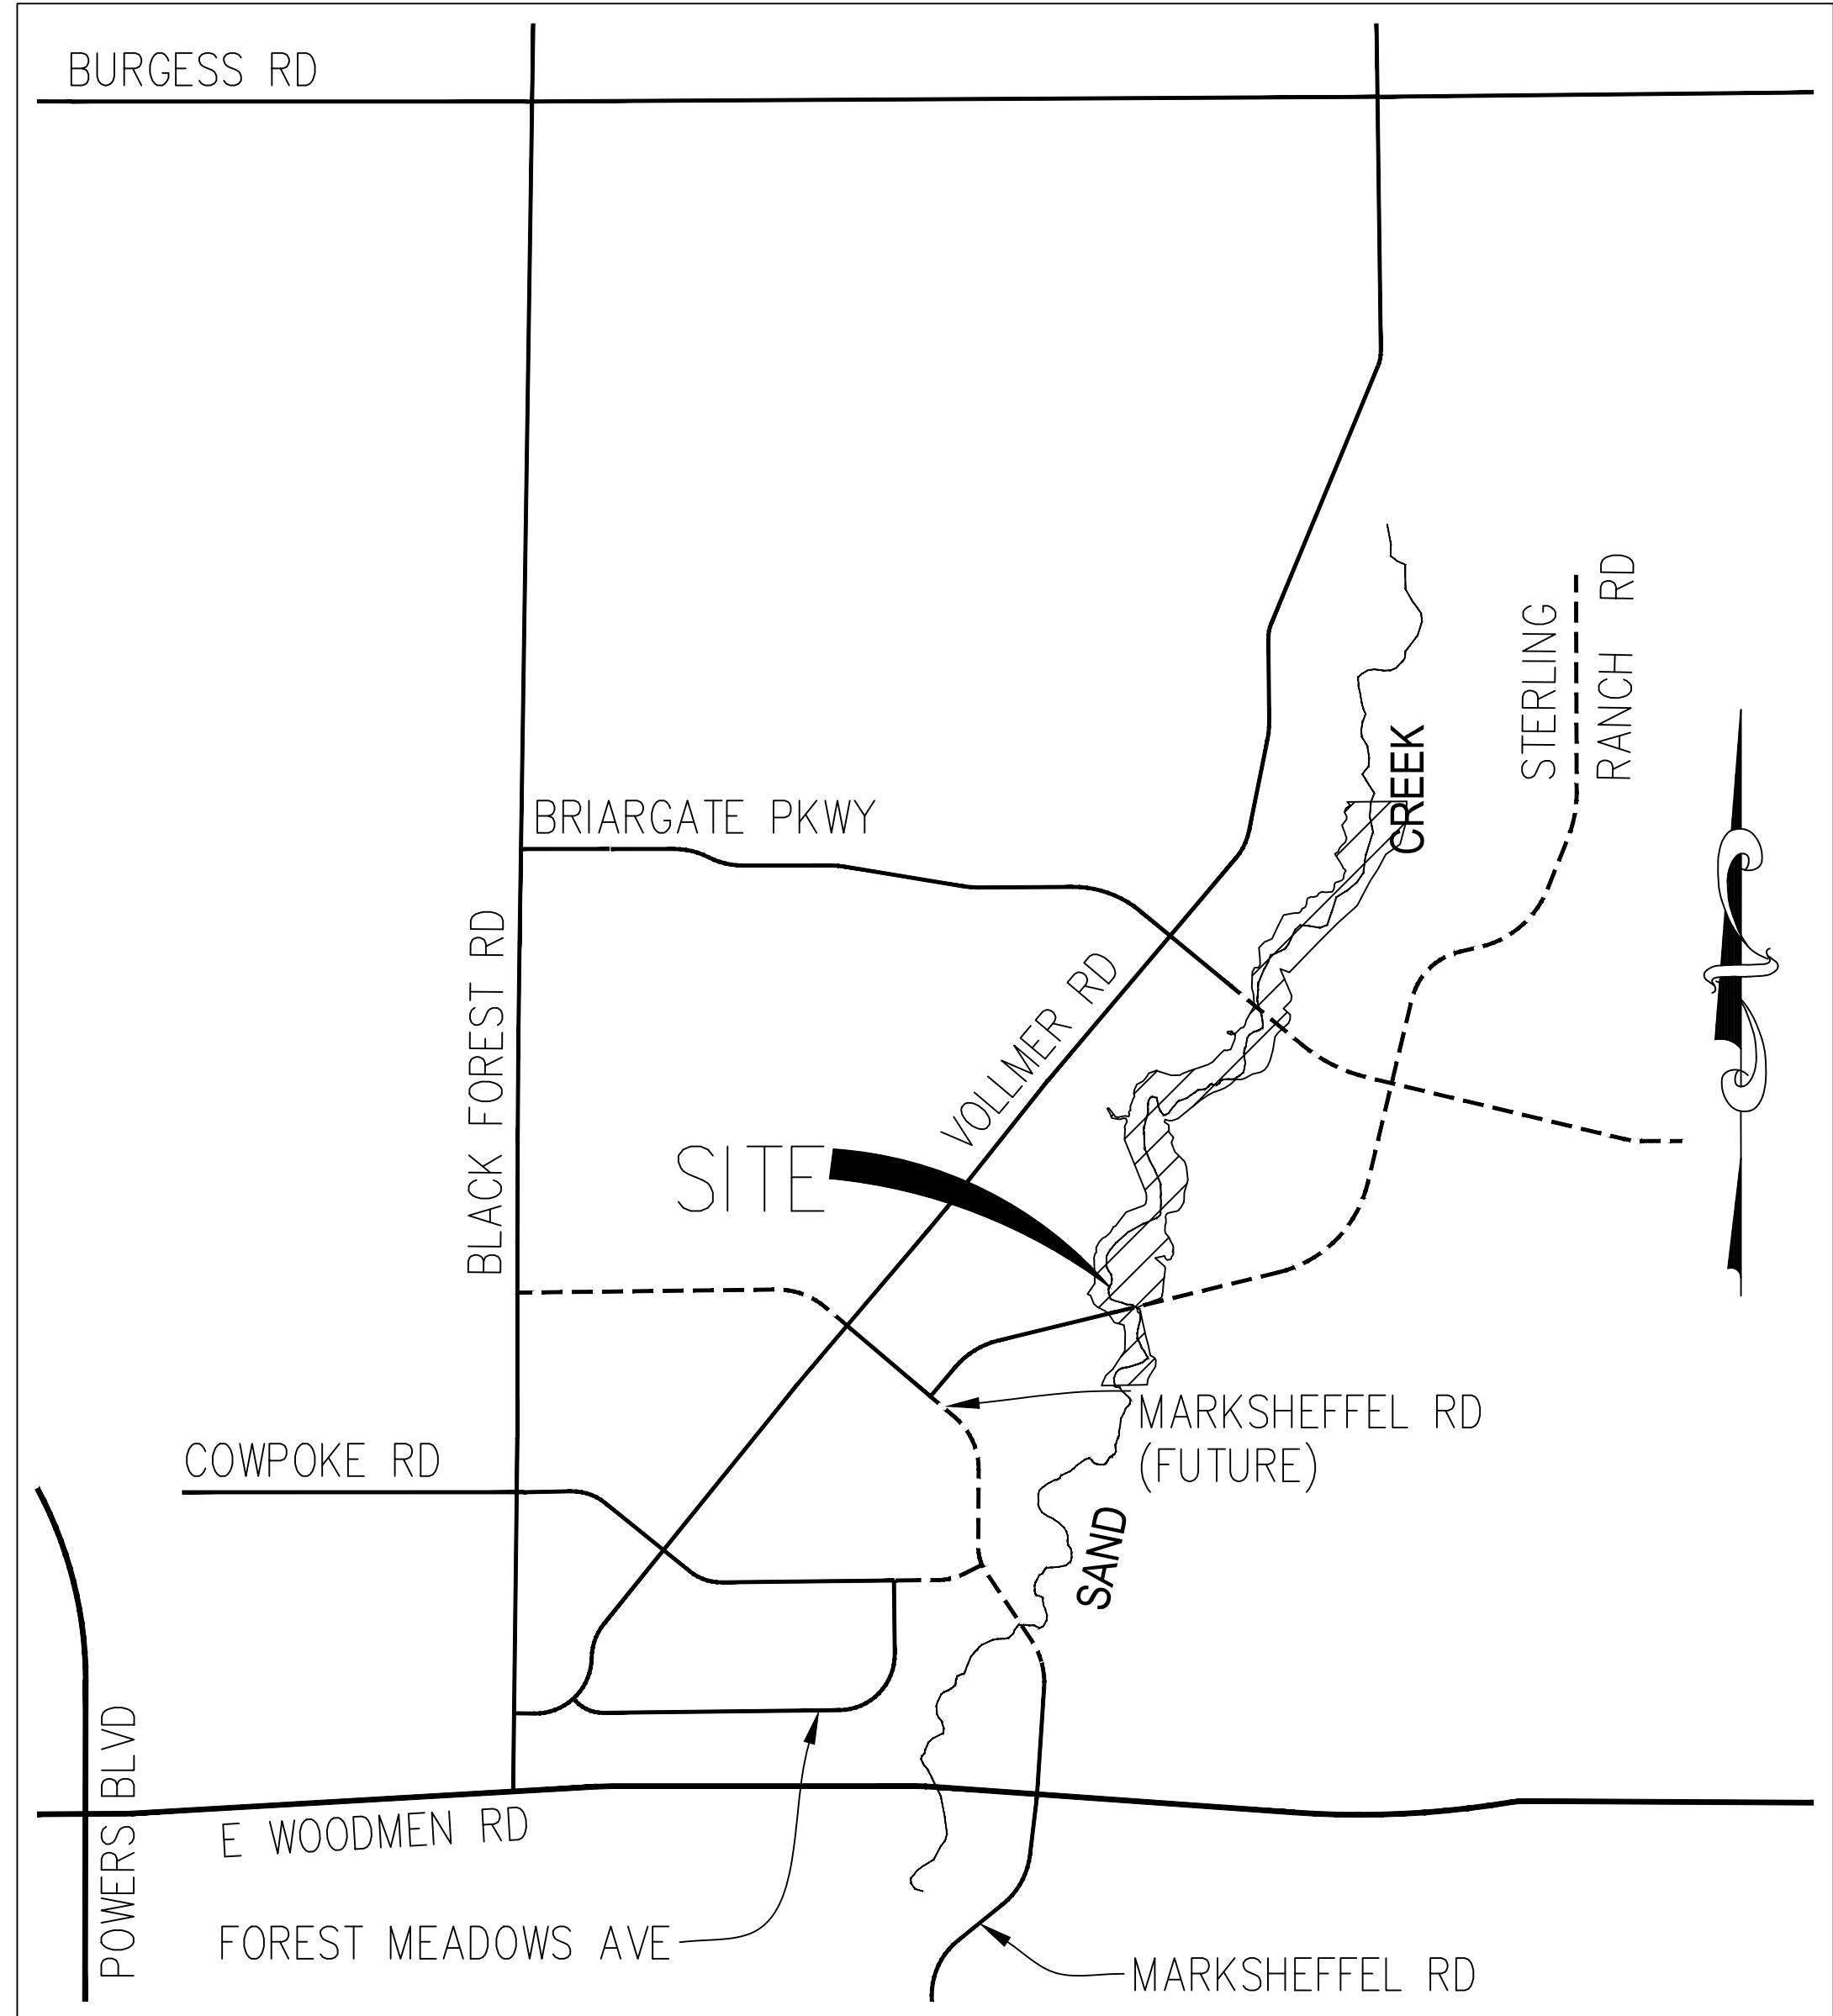 BURGESS RD
STERLING
RANCH RD
CREEK
BRIARGATE PKWY
BLACK FOREST RD
VOLLMER RD
SITE
MARKSHEFFEL RD
(FUTURE)
COWPOKE RD
SAND
POWERS BLVD
E WOODMEN RD
FOREST MEADOWS AVE
MARKSHEFFEL RD